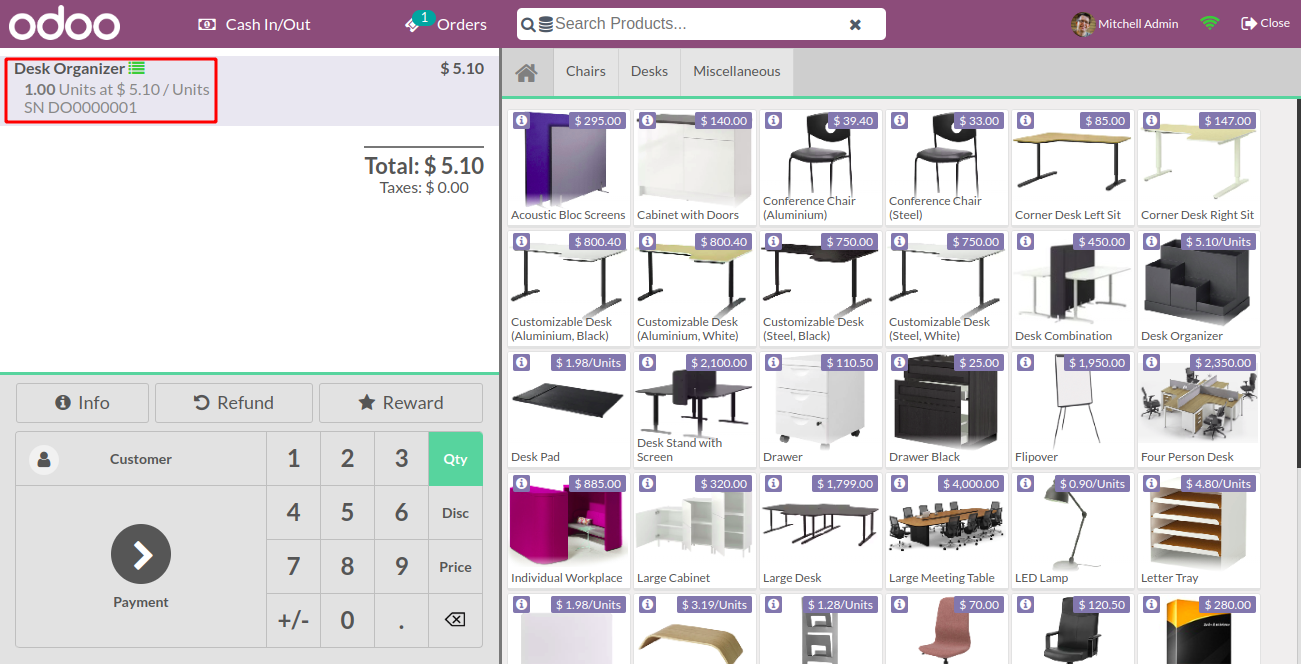 odoo
Cash In/Out
1
Orders
Search Products...
Mitchell Admin
Close
Desk Organizer
$ 5.10
1.00 Units at $ 5.10 / Units
SN DO0000001
Total: $ 5.10
Taxes: $ 0.00
Info
Refund
Reward
Customer
1 2 3 Qty
4 5 6 Disc
7 8 9 Price
+/- 0 .
Payment
Chairs
Desks
Miscellaneous
$ 295.00
Acoustic Bloc Screens
$ 140.00
Cabinet with Doors
$ 39.40
Conference Chair
(Aluminium)
$ 33.00
Conference Chair
(Steel)
$ 85.00
Corner Desk Left Sit
$ 147.00
Corner Desk Right Sit
$ 800.40
Customizable Desk
(Aluminium, Black)
$ 800.40
Customizable Desk
(Aluminium, White)
$ 750.00
Customizable Desk
(Steel, Black)
$ 750.00
Customizable Desk
(Steel, White)
$ 450.00
Desk Combination
$ 5.10/Units
Desk Organizer
$ 1.98/Units
Desk Pad
$ 2,100.00
Desk Stand with
Screen
$ 110.50
Drawer
$ 25.00
Drawer Black
$ 1,950.00
Flipover
$ 2,350.00
Four Person Desk
$ 885.00
Individual Workplace
$ 320.00
Large Cabinet
$ 1,799.00
Large Desk
$ 4,000.00
Large Meeting Table
$ 0.90/Units
LED Lamp
$ 4.80/Units
Letter Tray
$ 1.98/Units
$ 3.19/Units
$ 1.28/Units
$ 70.00
$ 120.50
$ 280.00